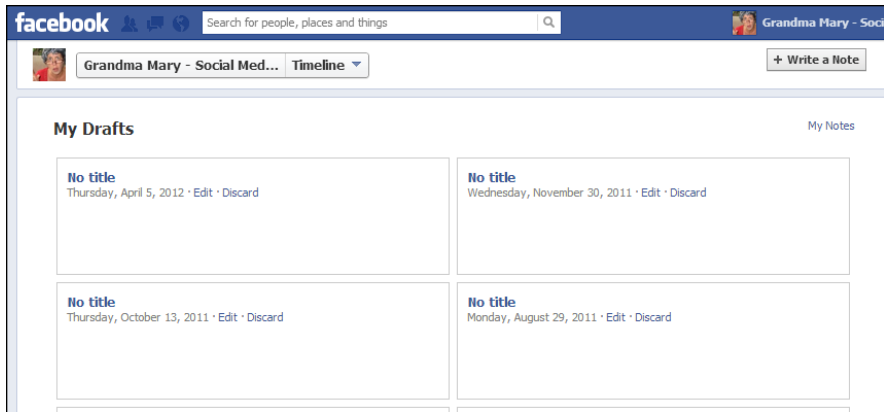 facebook Search for people, places and things Grandma Mary - Soci
Grandma Mary - Social Med... Timeline + Write a Note
My Drafts My Notes
No title No title
Thursday, April 5, 2012 · Edit · Discard Wednesday, November 30, 2011 · Edit · Discard
No title No title
Thursday, October 13, 2011 · Edit · Discard Monday, August 29, 2011 · Edit · Discard